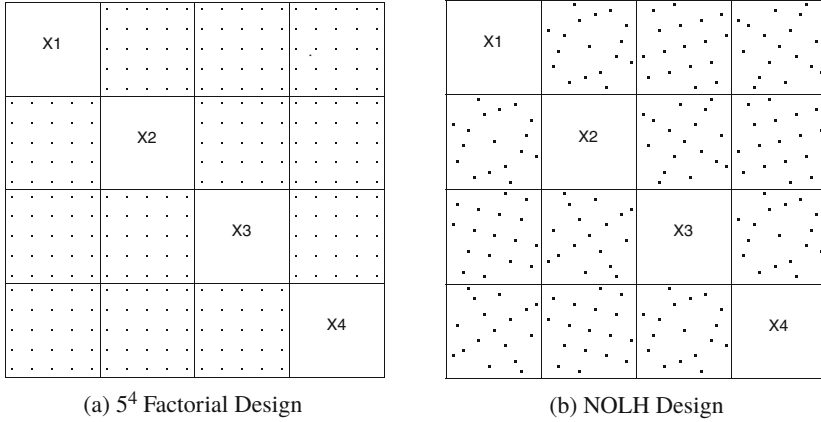 X1
X2
X3
X4
X1
X2
X3
X4
(a) 5⁴ Factorial Design
(b) NOLH Design